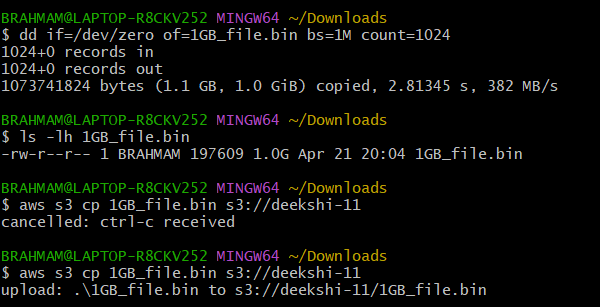 BRAHMAM@LAPTOP-R8CKV252 MINGW64 ~/Downloads
$ dd if=/dev/zero of=1GB_file.bin bs=1M count=1024
1024+0 records in
1024+0 records out
1073741824 bytes (1.1 GB, 1.0 GiB) copied, 2.81345 s, 382 MB/s
BRAHMAM@LAPTOP-R8CKV252 MINGW64 ~/Downloads
$ ls -lh 1GB_file.bin
-rw-r--r-- 1 BRAHMAM 197609 1.0G Apr 21 20:04 1GB_file.bin
BRAHMAM@LAPTOP-R8CKV252 MINGW64 ~/Downloads
$ aws s3 cp 1GB_file.bin s3://deekshi-11
cancelled: ctrl-c received
BRAHMAM@LAPTOP-R8CKV252 MINGW64 ~/Downloads
$ aws s3 cp 1GB_file.bin s3://deekshi-11
upload: .\1GB_file.bin to s3://deekshi-11/1GB_file.bin